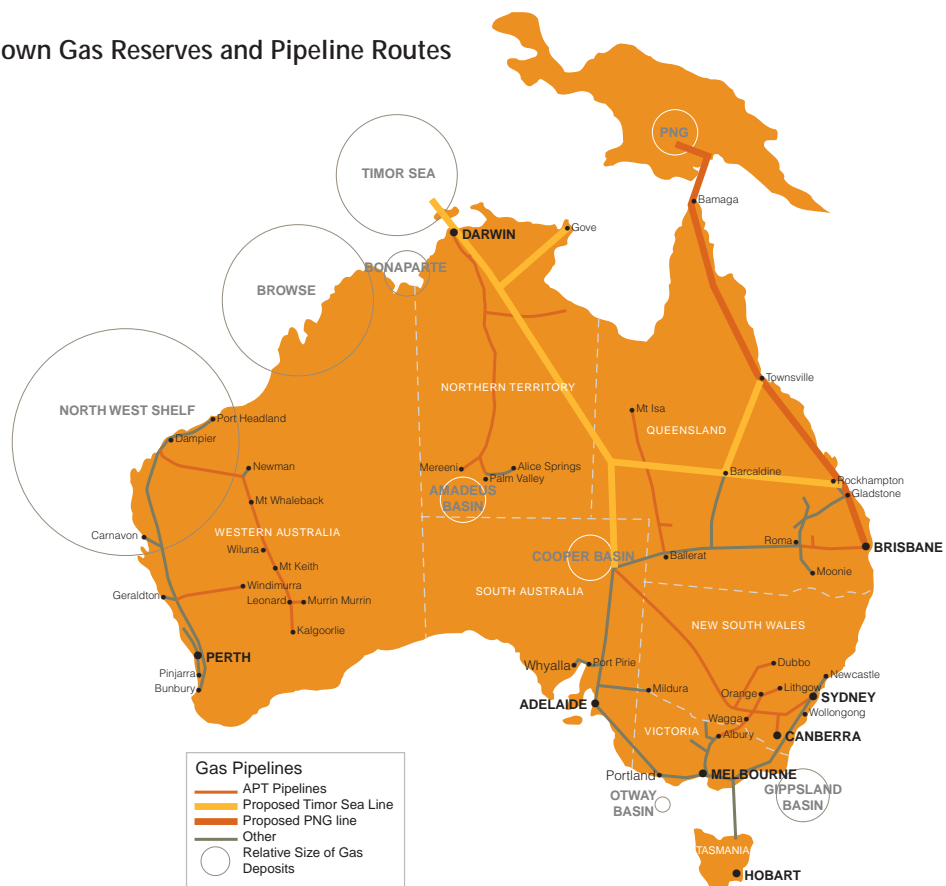 own Gas Reserves and Pipeline Routes
PNG
TIMOR SEA
Bamaga
Gove
DARWIN
BONAPARTE
BROWSE
Townsville
NORTHERN TERRITORY
NORTH WEST SHELF
Mt Isa
Port Headland
QUEENSLAND
Dampier
Newman
Mereeni
Alice Springs
Palm Valley
Barcaldine
Rockhampton
Gladstone
AMADEUS
BASIN
Mt Whaleback
WESTERN AUSTRALIA
Carnavon
Wiluna
COOPER BASIN
Ballerat
Roma
BRISBANE
Mt Keith
Moonie
Windimurra
SOUTH AUSTRALIA
Geraldton
Leonard
Murrin Murrin
NEW SOUTH WALES
Kalgoorlie
PERTH
Whyalla
Port Pirie
Dubbo
Pinjarra
Newcastle
Bunbury
Mildura
Orange
Lithgow
SYDNEY
ADELAIDE
Wollongong
Wagga
VICTORIA
Albury
CANBERRA
Portland
MELBOURNE
GIPPSLAND
BASIN
OTWAY
BASIN
TASMANIA
HOBART
Gas Pipelines
APT Pipelines
Proposed Timor Sea Line
Proposed PNG line
Other
Relative Size of Gas
Deposits